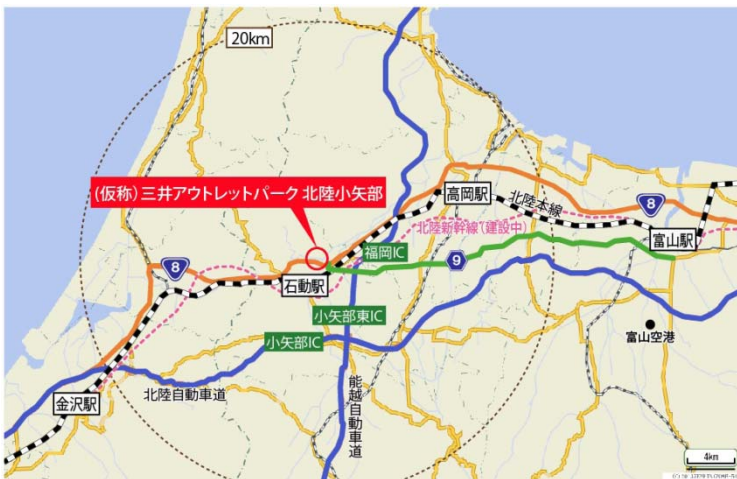 20km
(仮称)三井アウトレットパーク 北陸小矢部
高岡駅
北陸本線
8
北陸新幹線(建設中)
富山駅
福岡IC
9
8
石動駅
小矢部東IC
小矢部IC
富山空港
北陸自動車道
能越自動車道
金沢駅
4km